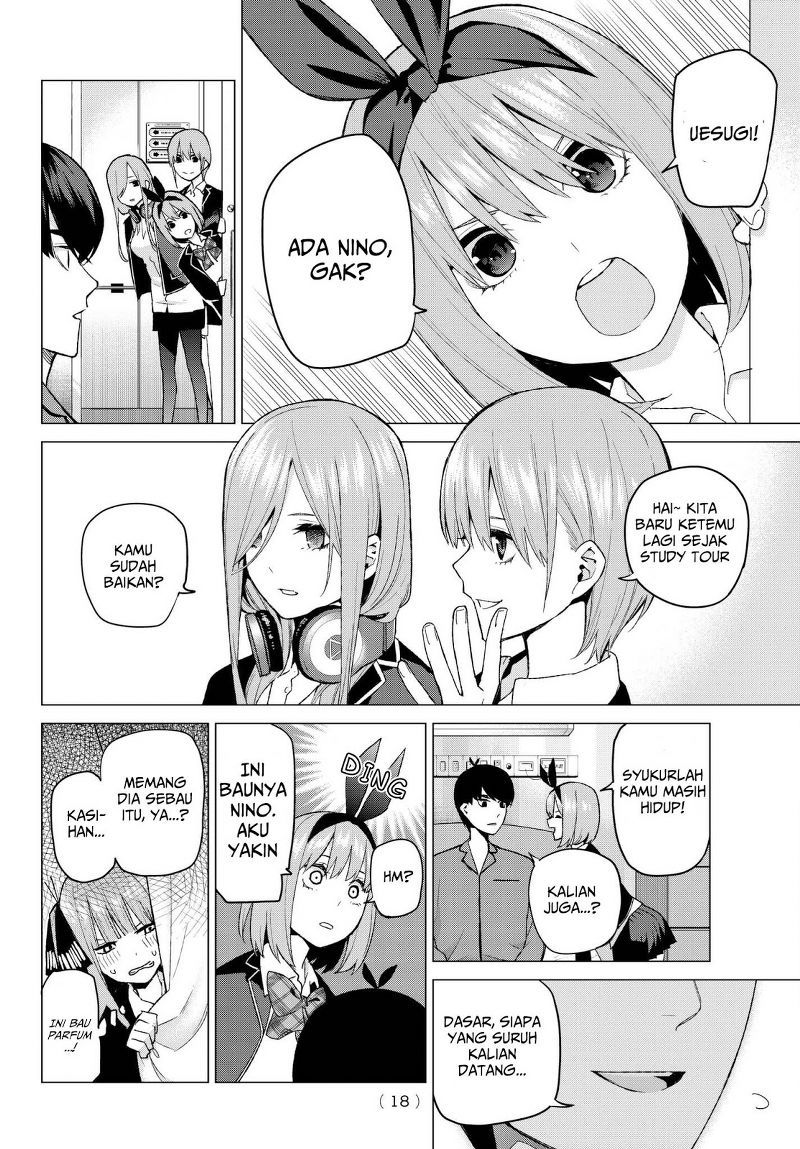 UESUGI!
ADA NINO,
GAK?
HAI~ KITA
BARU KETEMU
LAGI SEJAK
STUDY TOUR
KAMU
SUDAH
BAIKAN?
SYUKURLAH
KAMU MASIH
HIDUP!
KALIAN
JUGA...?
DASAR, SIAPA
YANG SURUH
KALIAN
DATANG...
DING
HM?
INI
BAUNYA
NINO.
AKU
YAKIN
MEMANG
DIA SEBAU
ITU, YA...?
KASI-
HAN...
INI BAU
PARFUM
...!
( 18 )